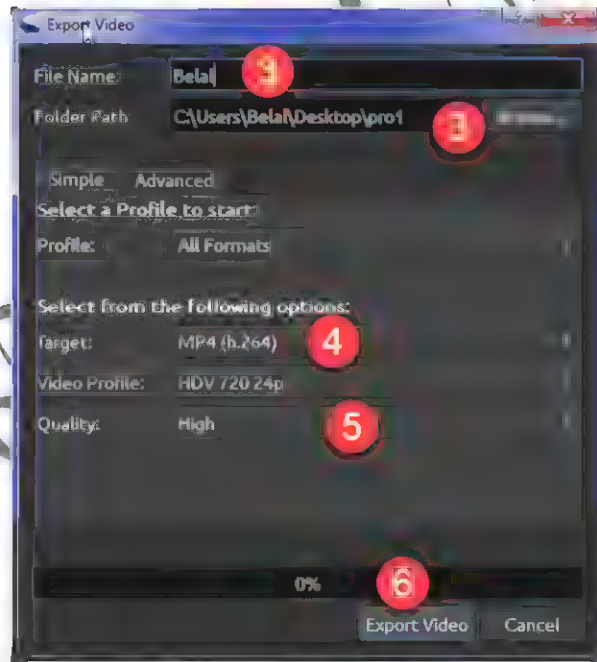 Export Video
File Name: Belal
Folder Path C:\Users\Belal\Desktop\pro1 3
Simple Advanced
Select a Profile to start:
Profile: All Formats
Select from the following options:
Target: MP4 (h.264) 4
Video Profile: HDV 720 24p
Quality: High 5
0% 6
Export Video Cancel